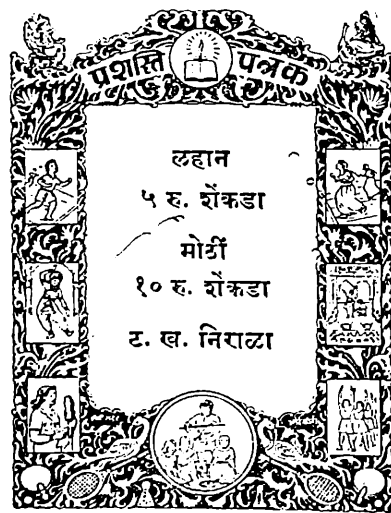 प्रशस्ति पत्रक
लहान
५ रु. शेंकडा
मोठीं
१० रु. शेंकडा
ट. ख. निराळा